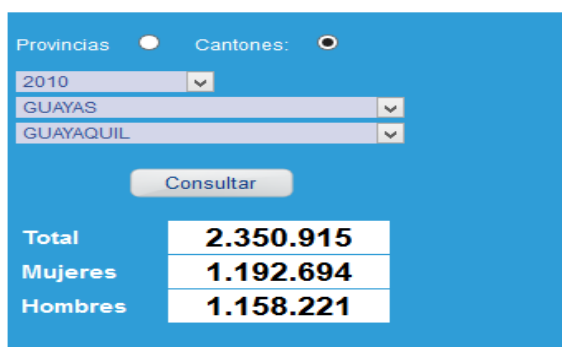 Provincias Cantones:
2010
GUAYAS
GUAYAQUIL
Consultar
Total 2.350.915
Mujeres 1.192.694
Hombres 1.158.221